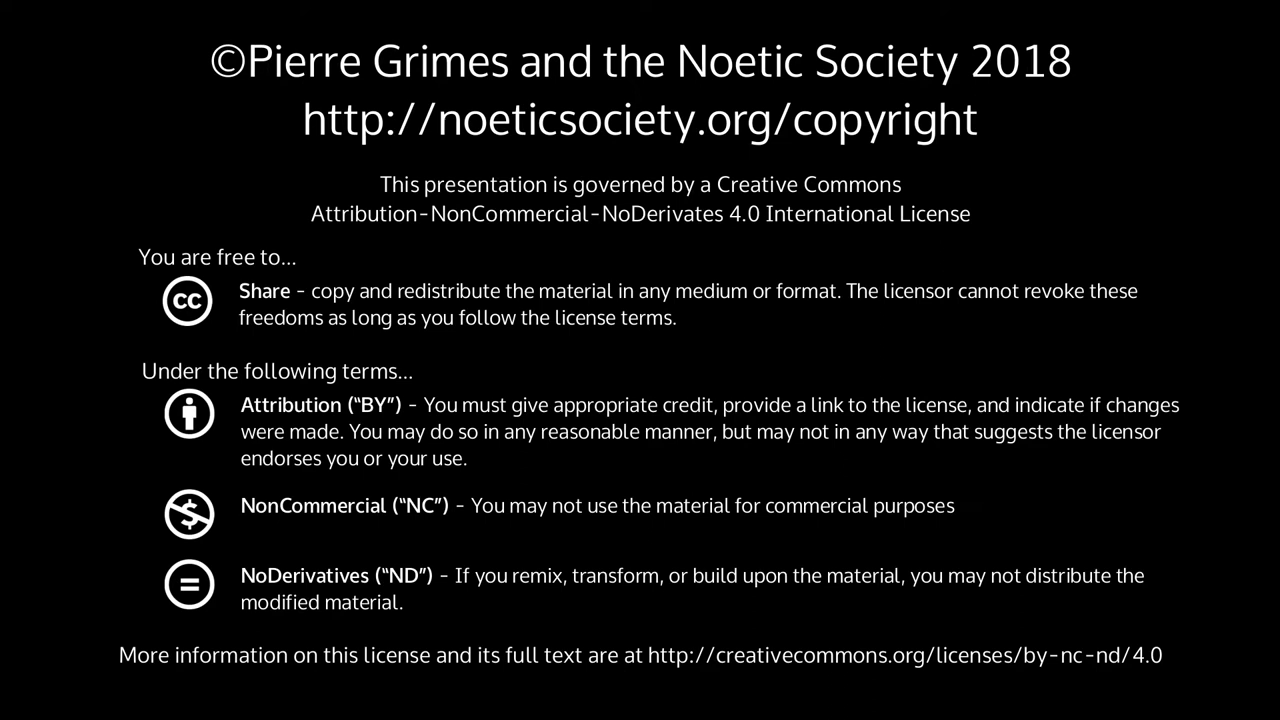 ©Pierre Grimes and the Noetic Society 2018
http://noeticsociety.org/copyright
This presentation is governed by a Creative Commons
Attribution-NonCommercial-NoDerivates 4.0 International License
You are free to...
cc
Share - copy and redistribute the material in any medium or format. The licensor cannot revoke these
freedoms as long as you follow the license terms.
Under the following terms...
Attribution (“BY”) - You must give appropriate credit, provide a link to the license, and indicate if changes
were made. You may do so in any reasonable manner, but may not in any way that suggests the licensor
endorses you or your use.
$
NonCommercial (“NC”) - You may not use the material for commercial purposes
=
NoDerivatives (“ND”) - If you remix, transform, or build upon the material, you may not distribute the
modified material.
More information on this license and its full text are at http://creativecommons.org/licenses/by-nc-nd/4.0